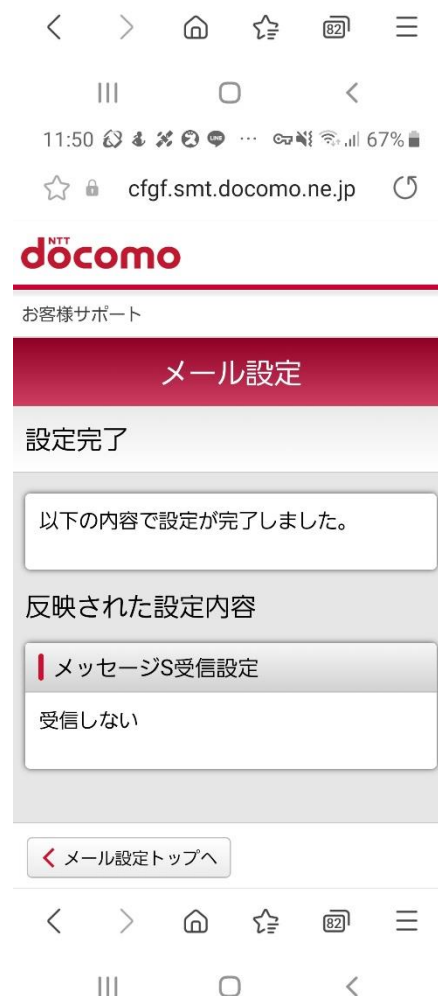 82
11:50 LINE … 67%
cfgf.smt.docomo.ne.jp
NTT
döcomo
お客様サポート
メール設定
設定完了
以下の内容で設定が完了しました。
反映された設定内容
メッセージS受信設定
受信しない
メール設定トップへ
82